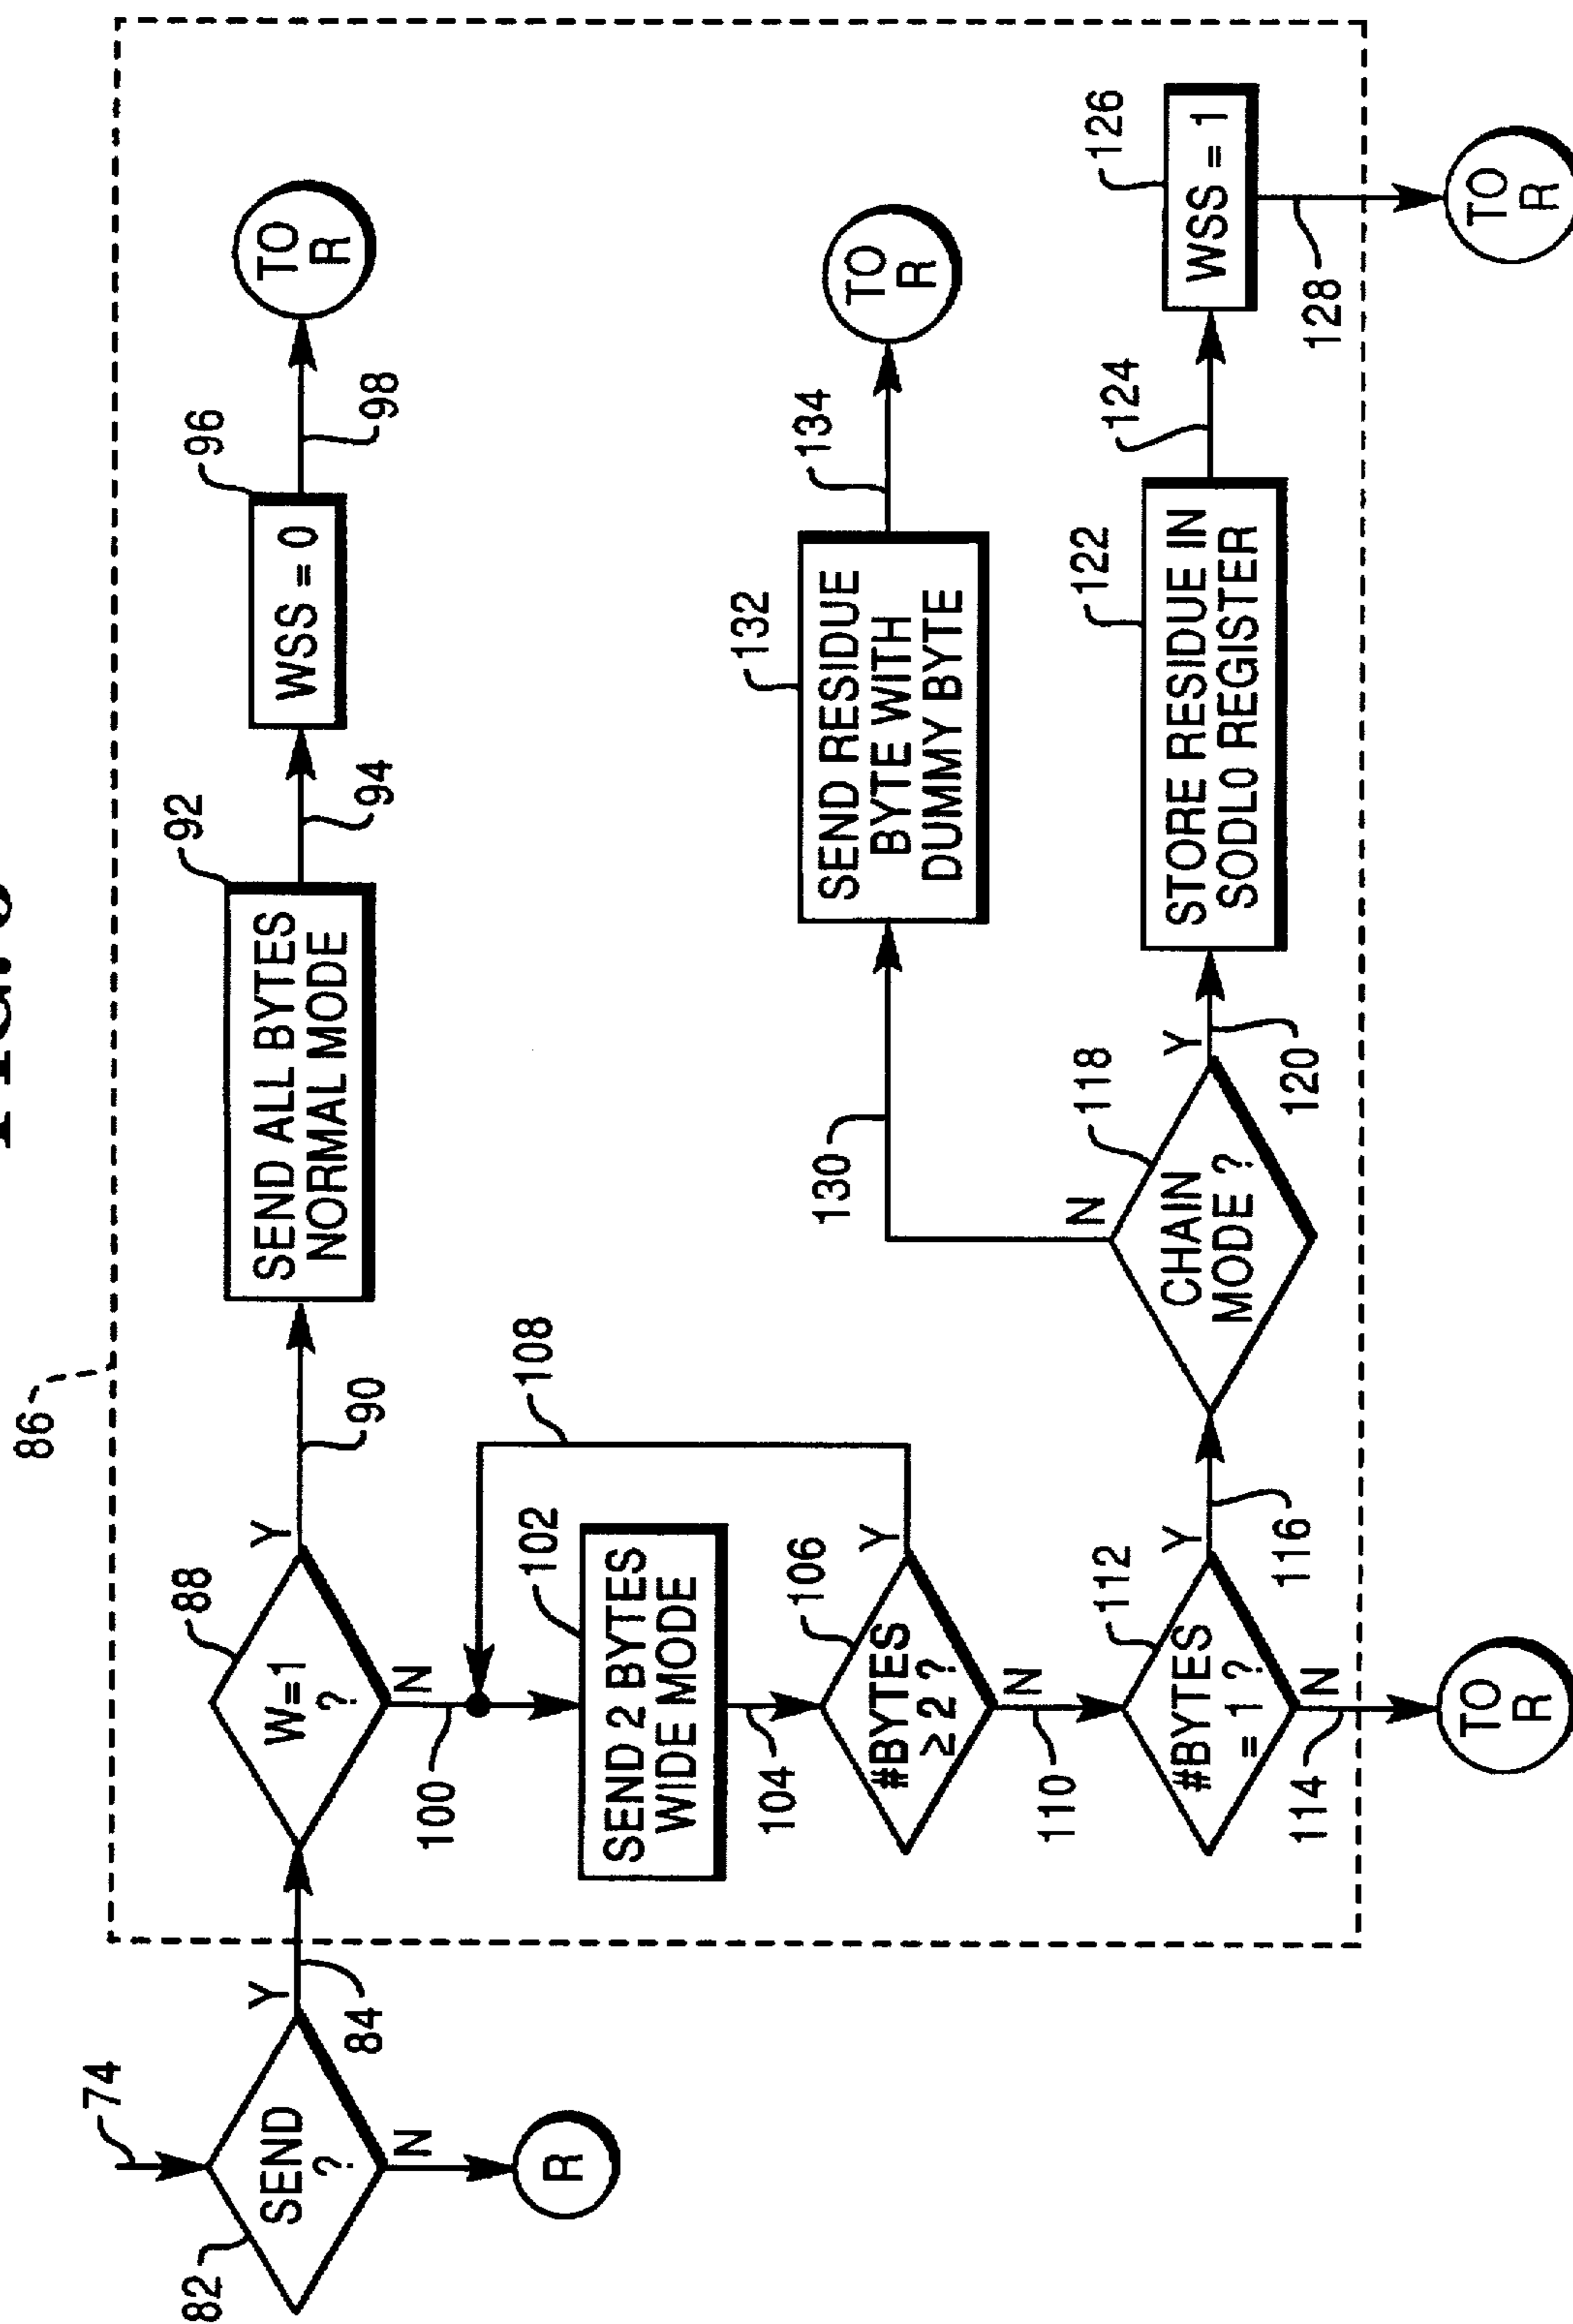 FIG.
86
74
82
SEND
?
Y
84
N
R
88
W=1
?
Y
90
N
100
92
SEND ALL BYTES
NORMAL MODE
94
96
WSS = 0
98
TO
R
102
SEND 2 BYTES
WIDE MODE
108
104
106
#BYTES
≥ 2 ?
Y
N
110
112
#BYTES
= 1 ?
Y
116
N
114
TO
R
118
CHAIN
MODE ?
N
130
Y
120
132
SEND RESIDUE
BYTE WITH
DUMMY BYTE
134
TO
R
122
STORE RESIDUE IN
SODL0 REGISTER
124
126
WSS = 1
128
TO
R